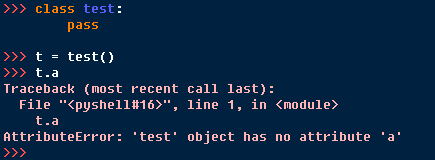 >>> class test:
        pass

>>> t = test()
>>> t.a
Traceback (most recent call last):
  File "<pyshell#16>", line 1, in <module>
    t.a
AttributeError: 'test' object has no attribute 'a'
>>>